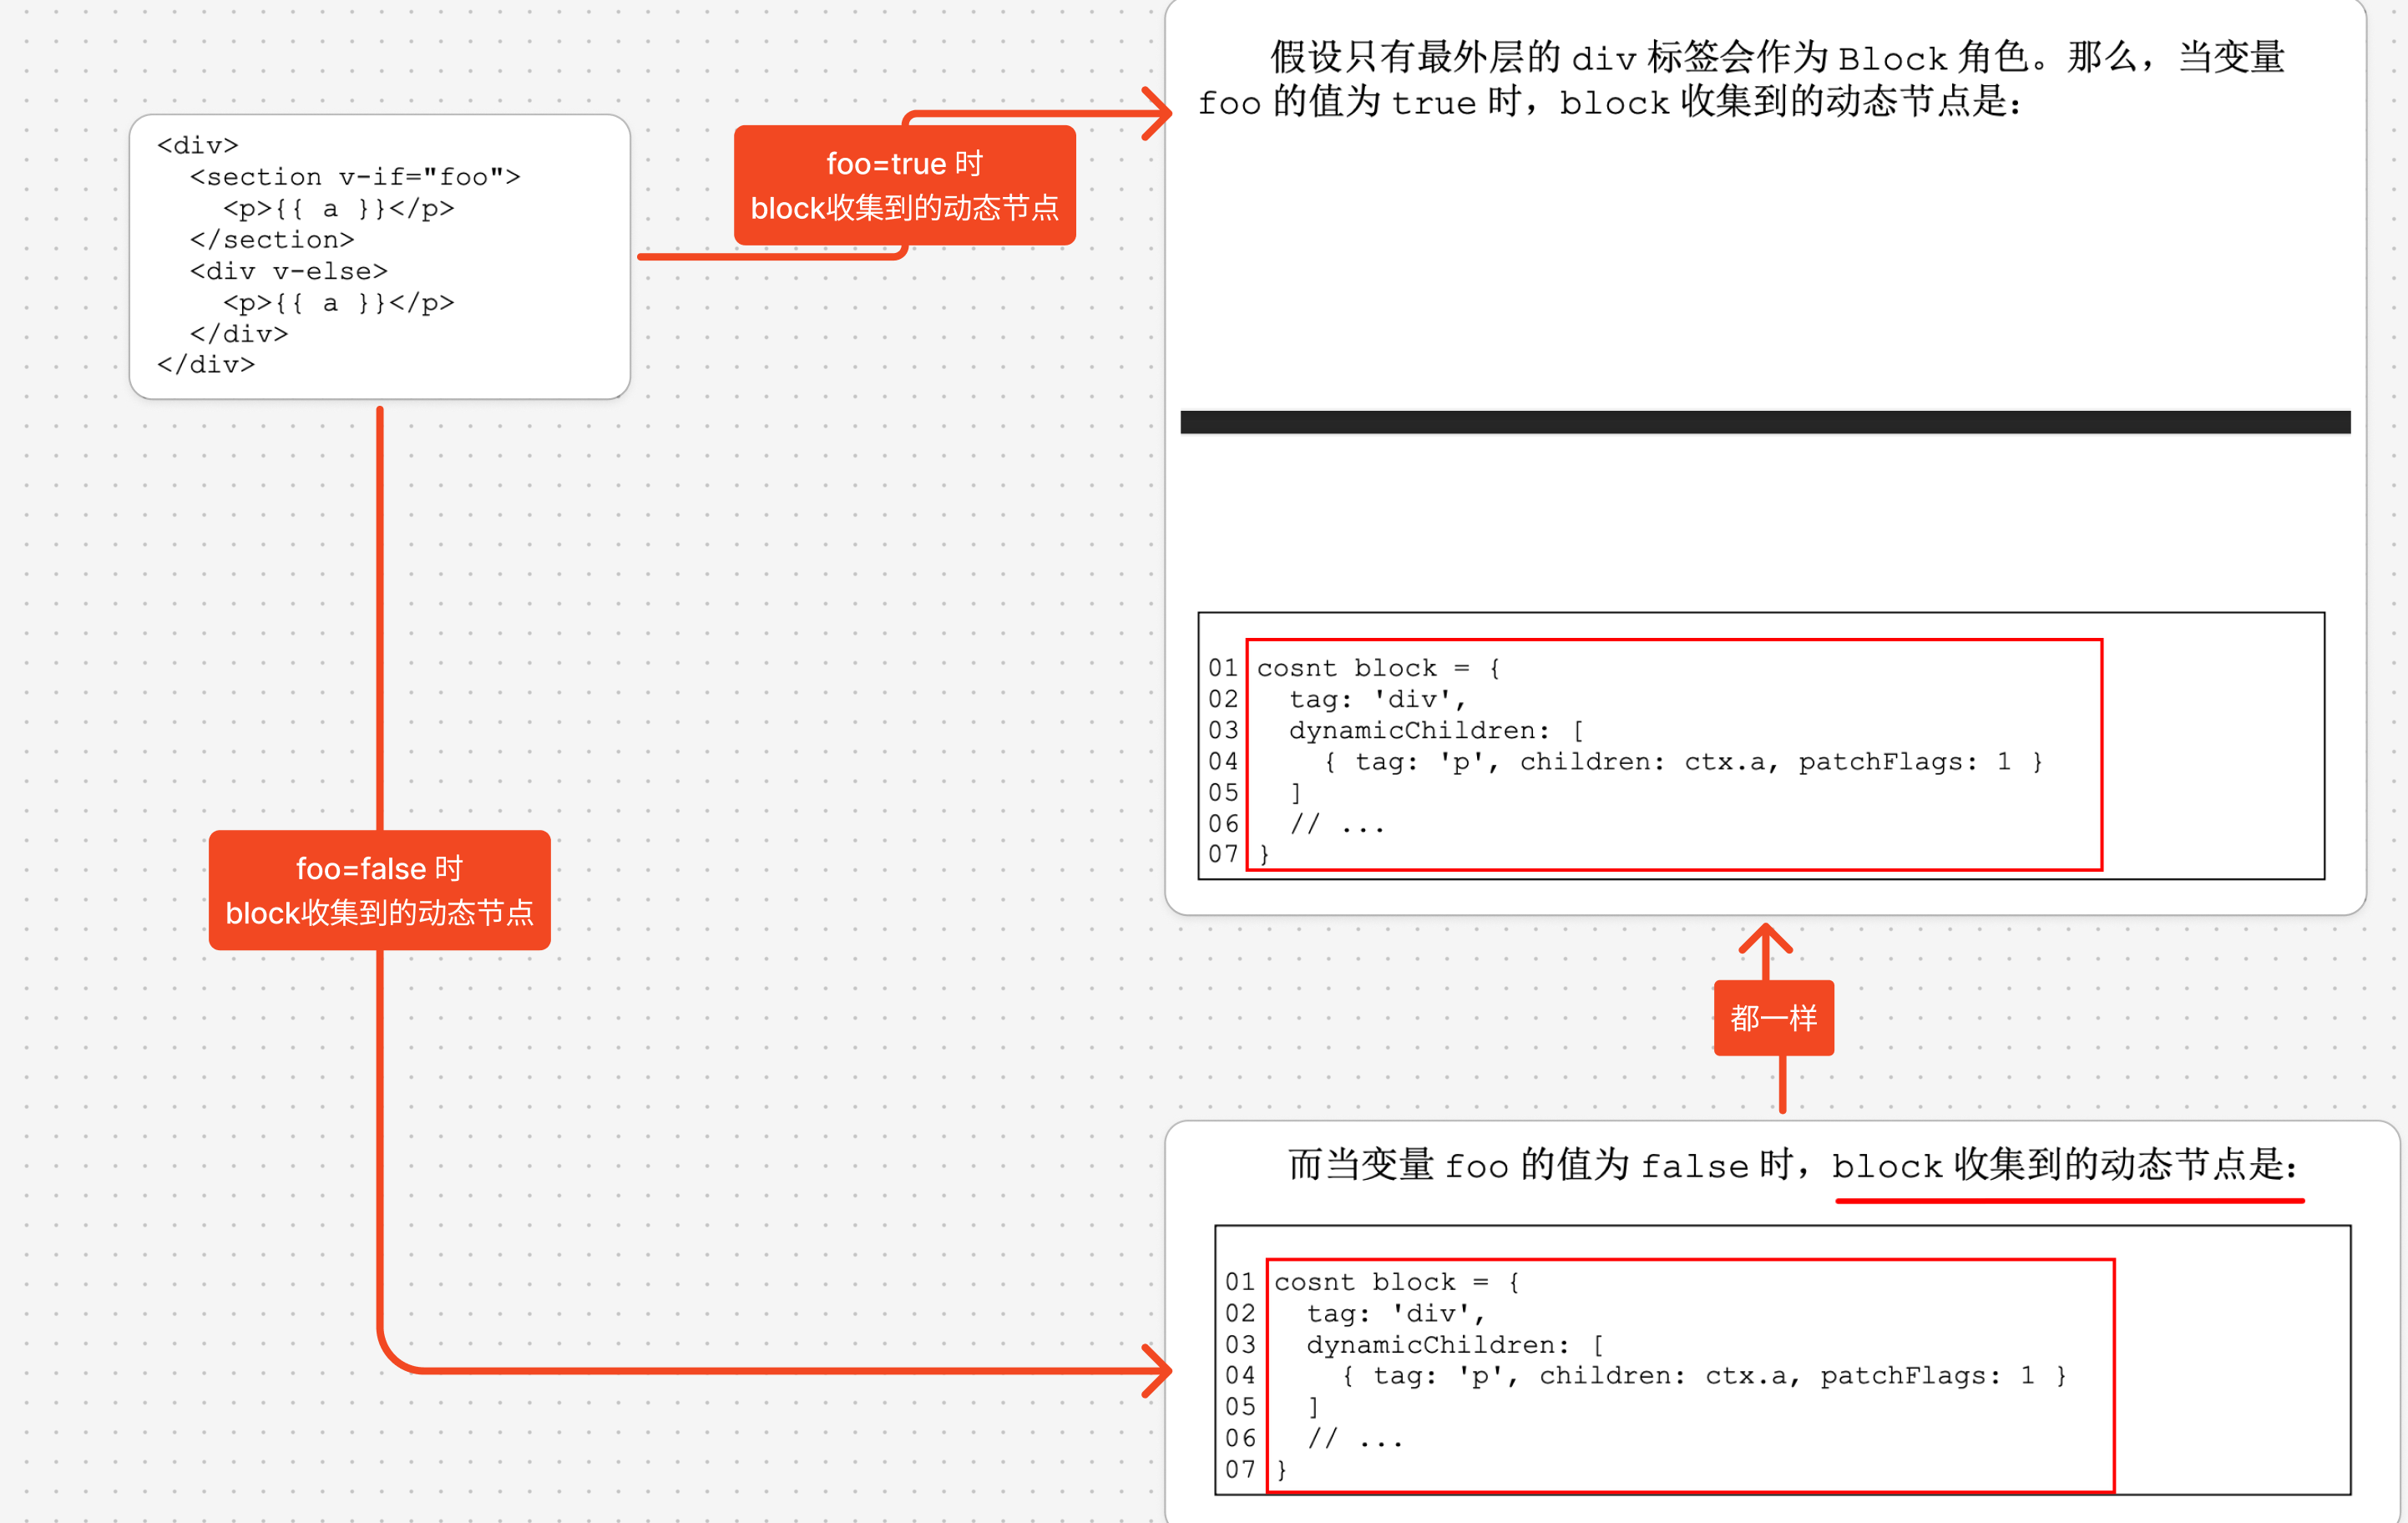 <div>
<section v-if="foo">
<p>{{ a }}</p>
</section>
<div v-else>
<p>{{ a }}</p>
</div>
</div>
foo=true 时
block收集到的动态节点
假设只有最外层的 div 标签会作为 Block 角色。那么，当变量
foo 的值为 true 时，block 收集到的动态节点是：
01 cosnt block = {
02 tag: 'div',
03 dynamicChildren: [
04 { tag: 'p', children: ctx.a, patchFlags: 1 }
05 ]
06 // ...
07 }
foo=false 时
block收集到的动态节点
都一样
而当变量 foo 的值为 false 时，block 收集到的动态节点是：
01 cosnt block = {
02 tag: 'div',
03 dynamicChildren: [
04 { tag: 'p', children: ctx.a, patchFlags: 1 }
05 ]
06 // ...
07 }